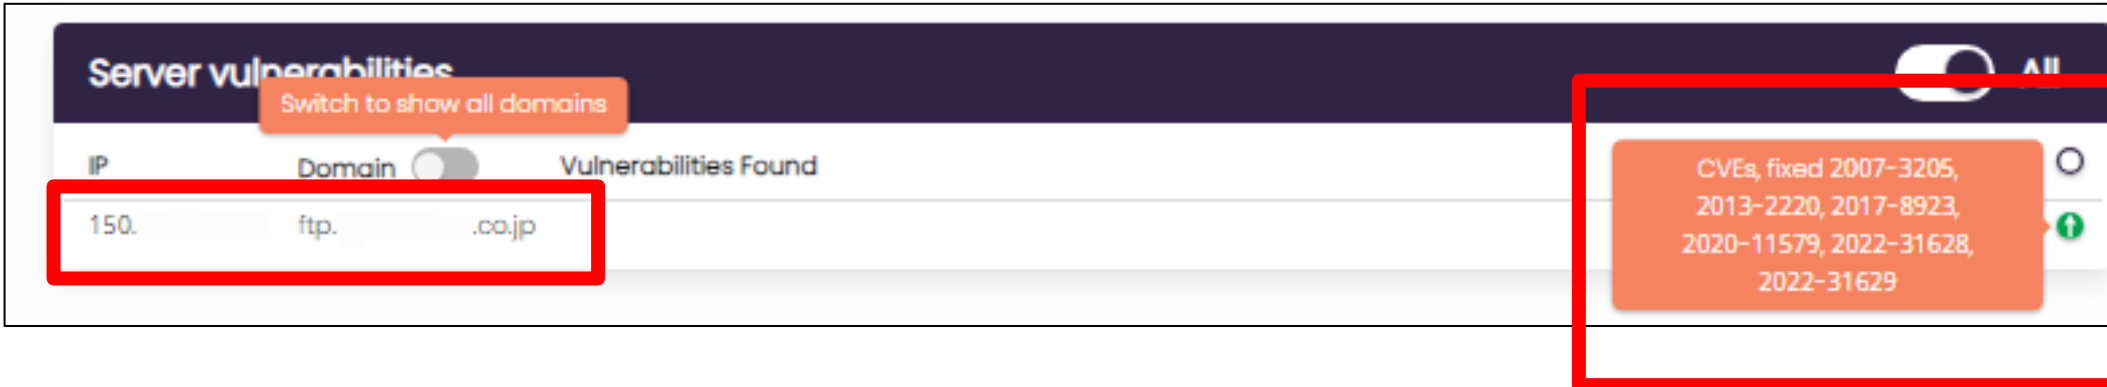 Server vulnerabilities
All
Switch to show all domains
IP Domain Vulnerabilities Found
150. ftp. .co.jp
CVEs, fixed 2007-3205,
2013-2220, 2017-8923,
2020-11579, 2022-31628,
2022-31629